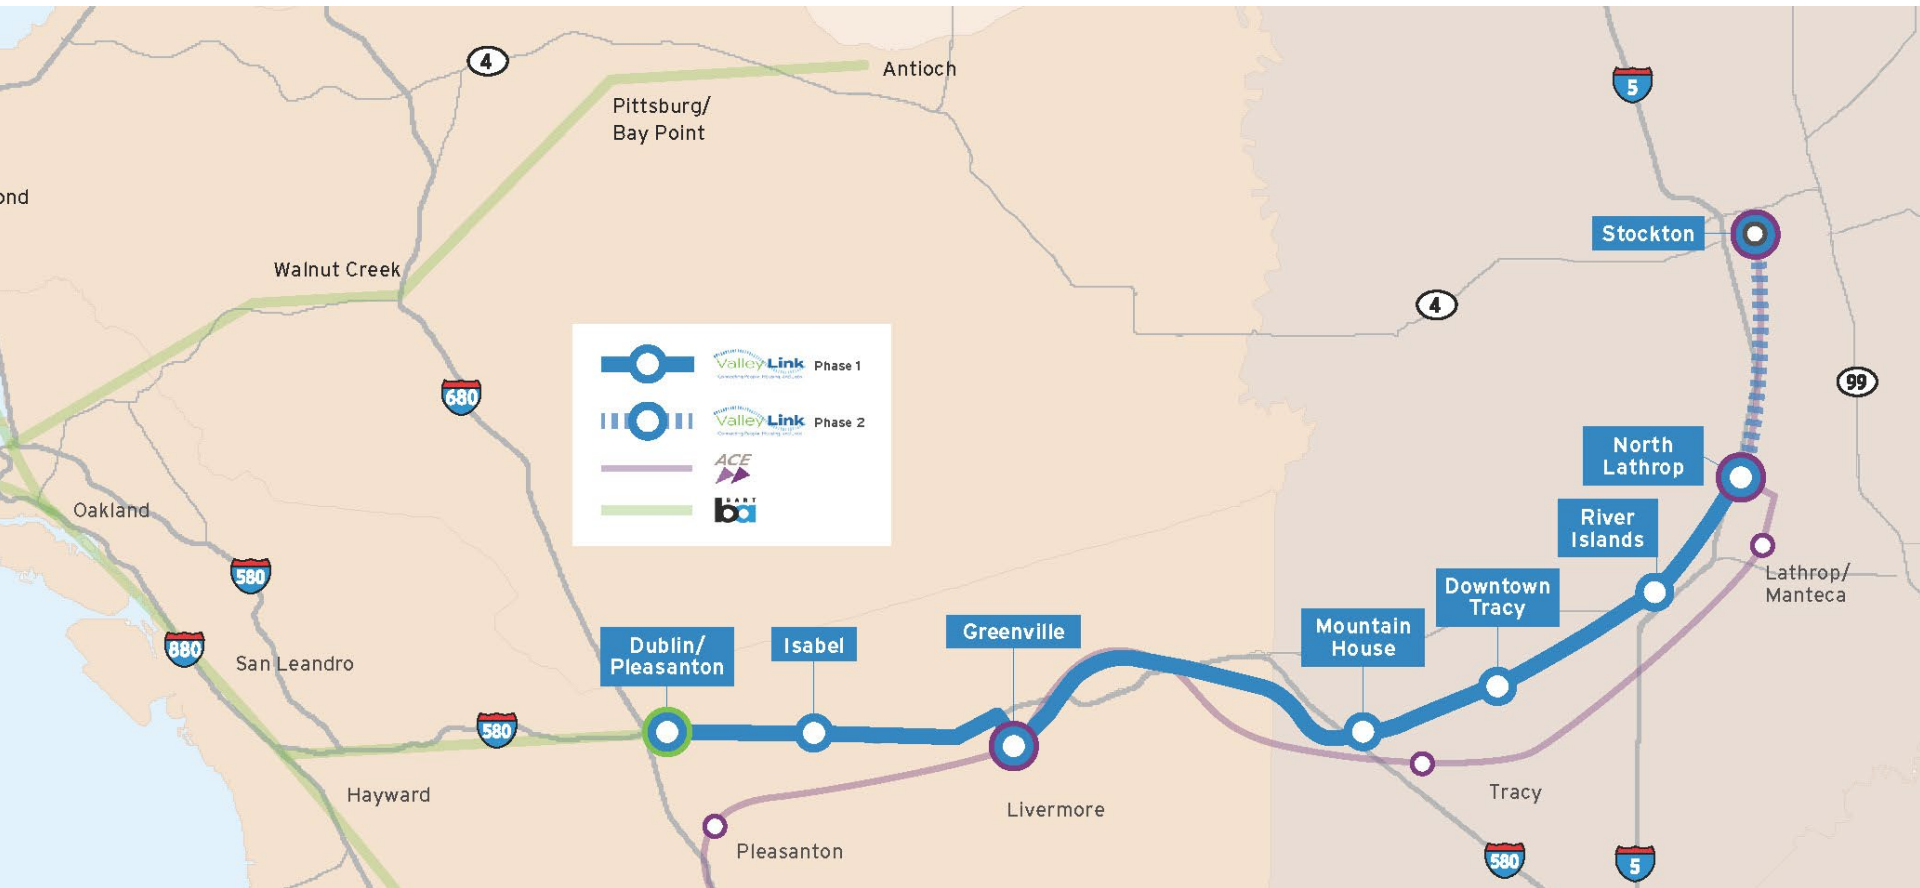 4
Antioch
Pittsburg/
Bay Point
5
ond
Stockton
Walnut Creek
4
680
Valley Link Phase 1
Valley Link Phase 2
ACE
BART
ba
99
North
Lathrop
River
Islands
Oakland
580
Downtown
Tracy
Lathrop/
Manteca
880
San Leandro
Dublin/
Pleasanton
Isabel
Greenville
Mountain
House
580
Hayward
Livermore
Tracy
Pleasanton
580
5